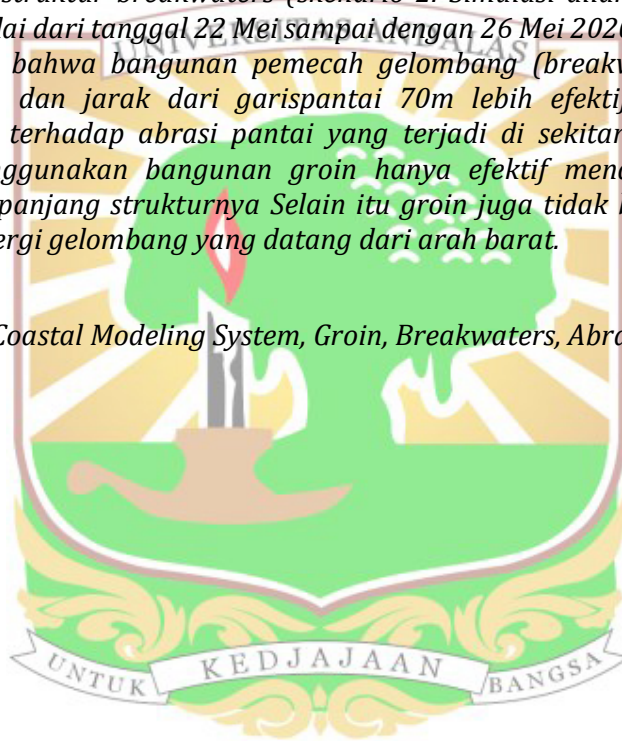 struktur breakwaters (skenario 2. Simulasi
lai dari tanggal 22 Mei sampai dengan 26 Mei 2020
UNIVERSITAS ANDALAS
bahwa bangunan pemecah gelombang (breakw
dan jarak dari garispantai 70m lebih efektif
terhadap abrasi pantai yang terjadi di sekitar
ggunakan bangunan groin hanya efektif men
panjang strukturnya Selain itu groin juga tidak b
ergi gelombang yang datang dari arah barat.
Coastal Modeling System, Groin, Breakwaters, Abra
UNTUK KEDJAJAAN BANGSA